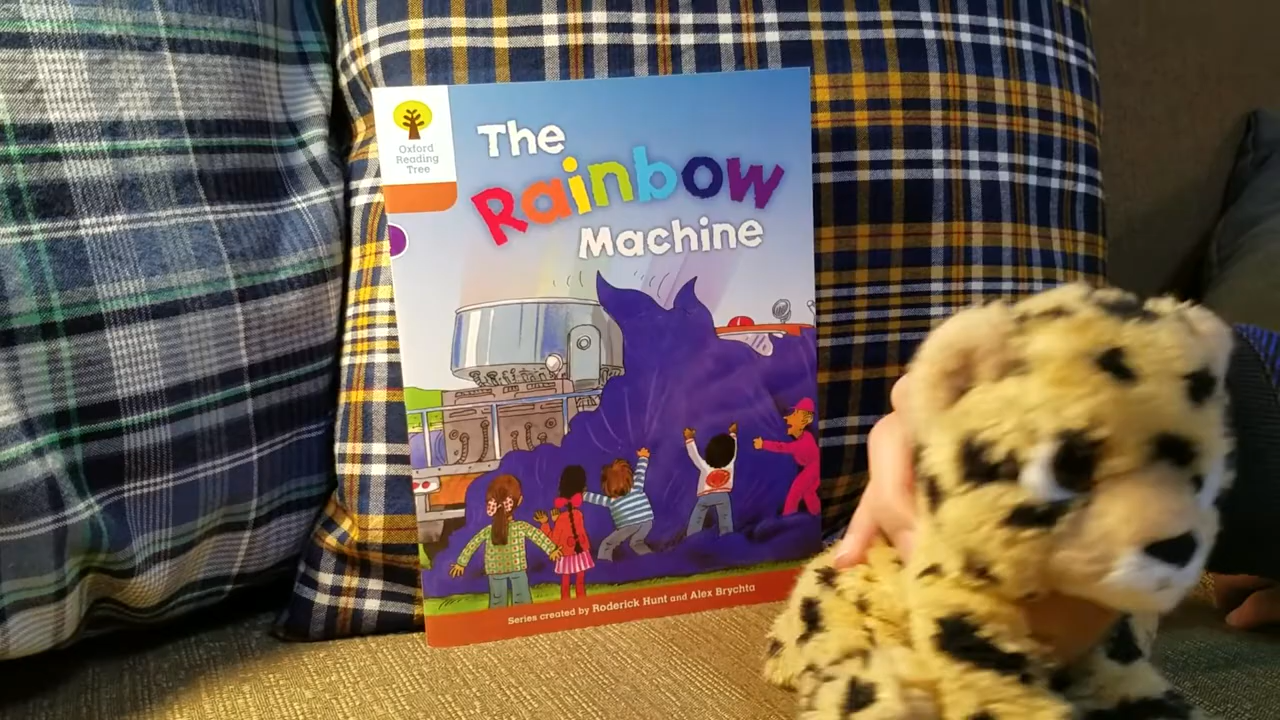 Oxford
Reading
Tree
The
Rainbow
Machine
Series created by Roderick Hunt and Alex Brychta